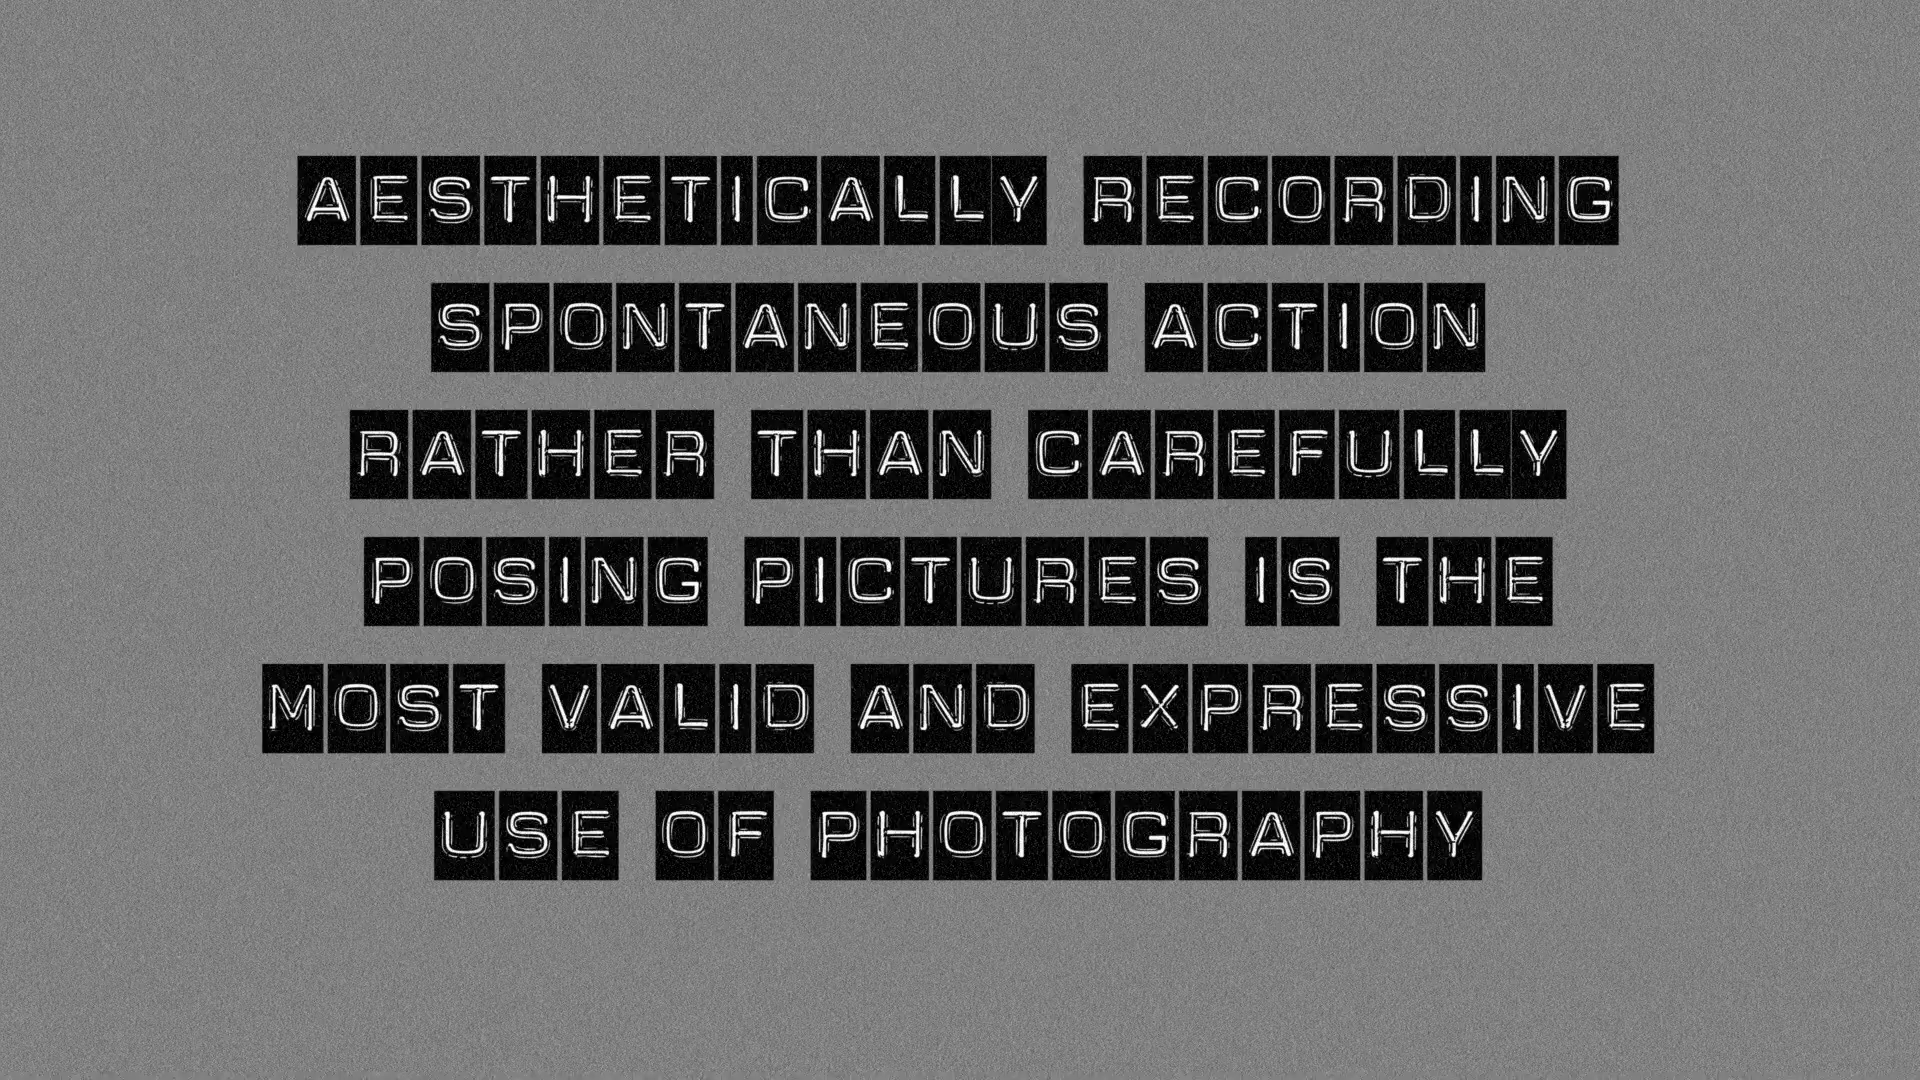 AESTHETICALLY RECORDING
SPONTANEOUS ACTION
RATHER THAN CAREFULLY
POSING PICTURES IS THE
MOST VALID AND EXPRESSIVE
USE OF PHOTOGRAPHY